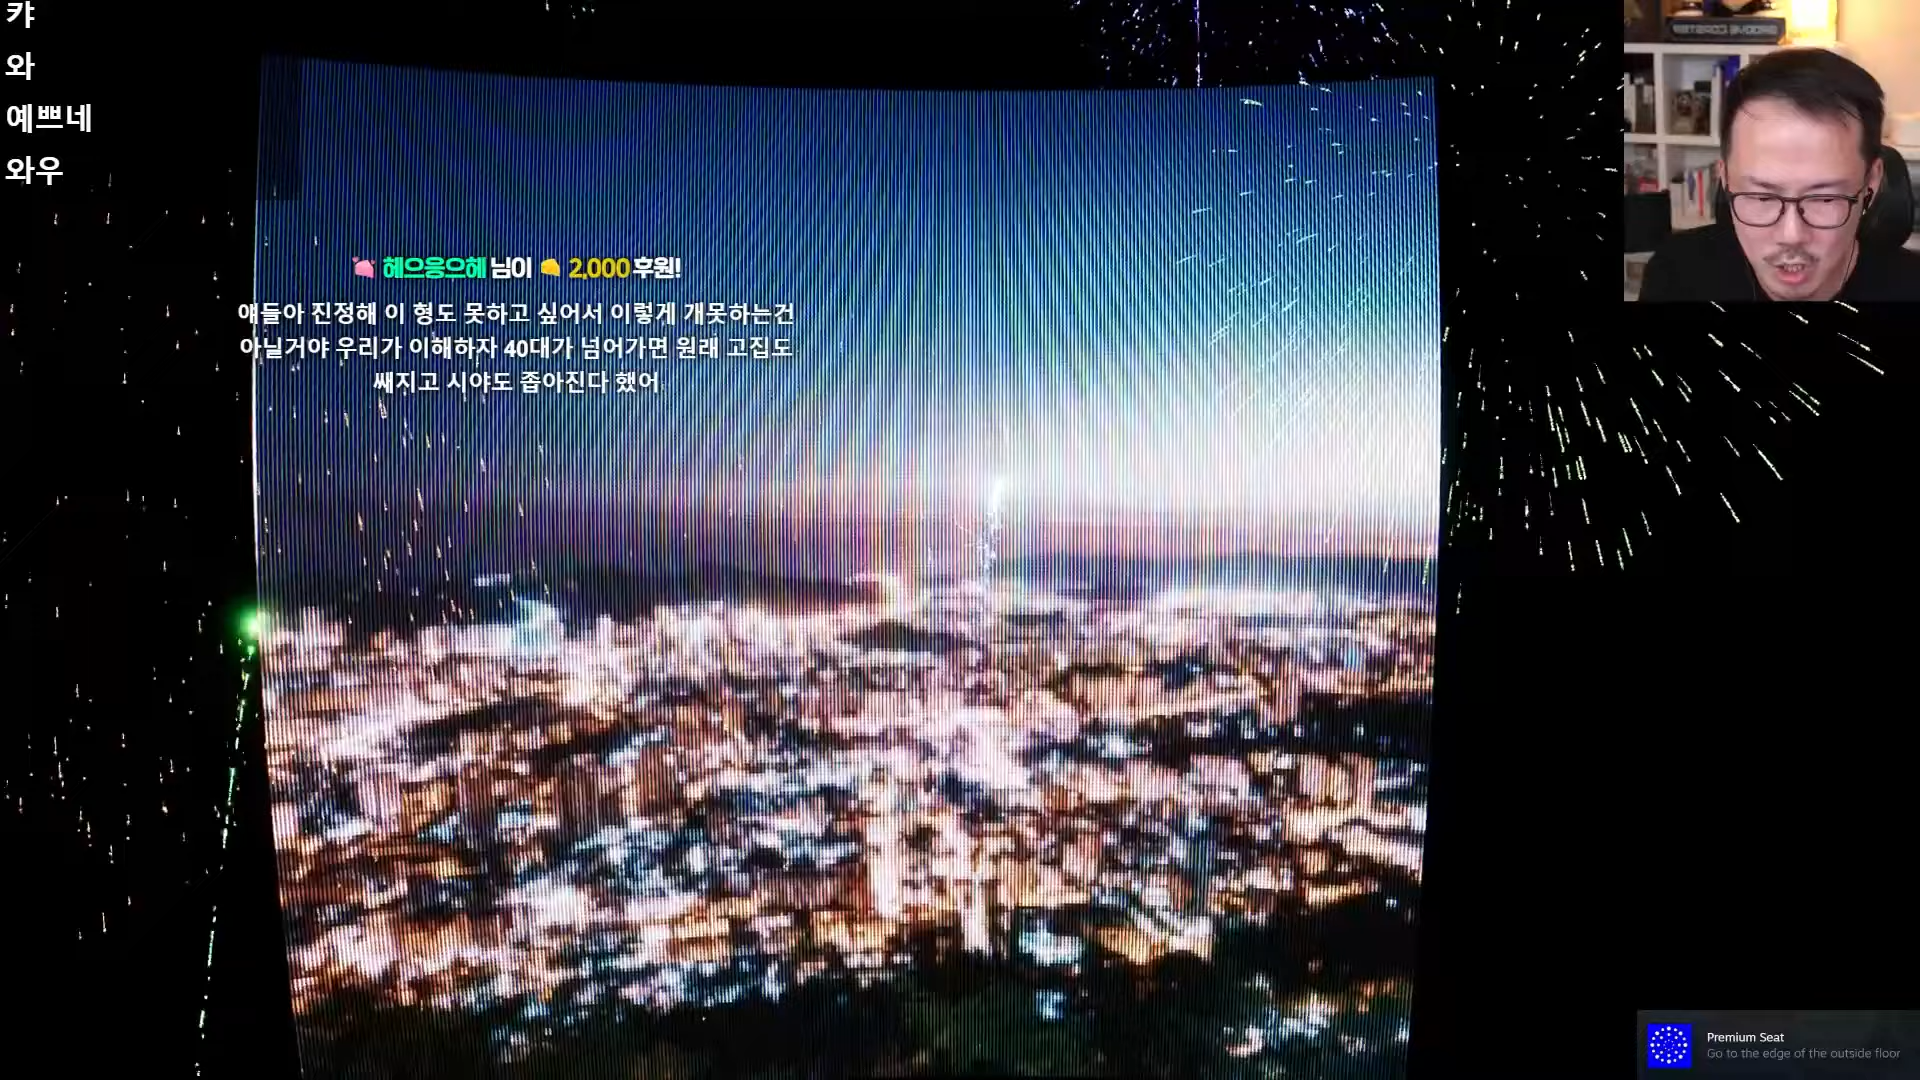 캬
와
예쁘네
와우
헤으응으헤 님이 2,000 후원!
얘들아 진정해 이 형도 못하고 싶어서 이렇게 개못하는건
아닐거야 우리가 이해하자 40대가 넘어가면 원래 고집도
쌔지고 시야도 좁아진다 했어
Premium Seat
Go to the edge of the outside floor